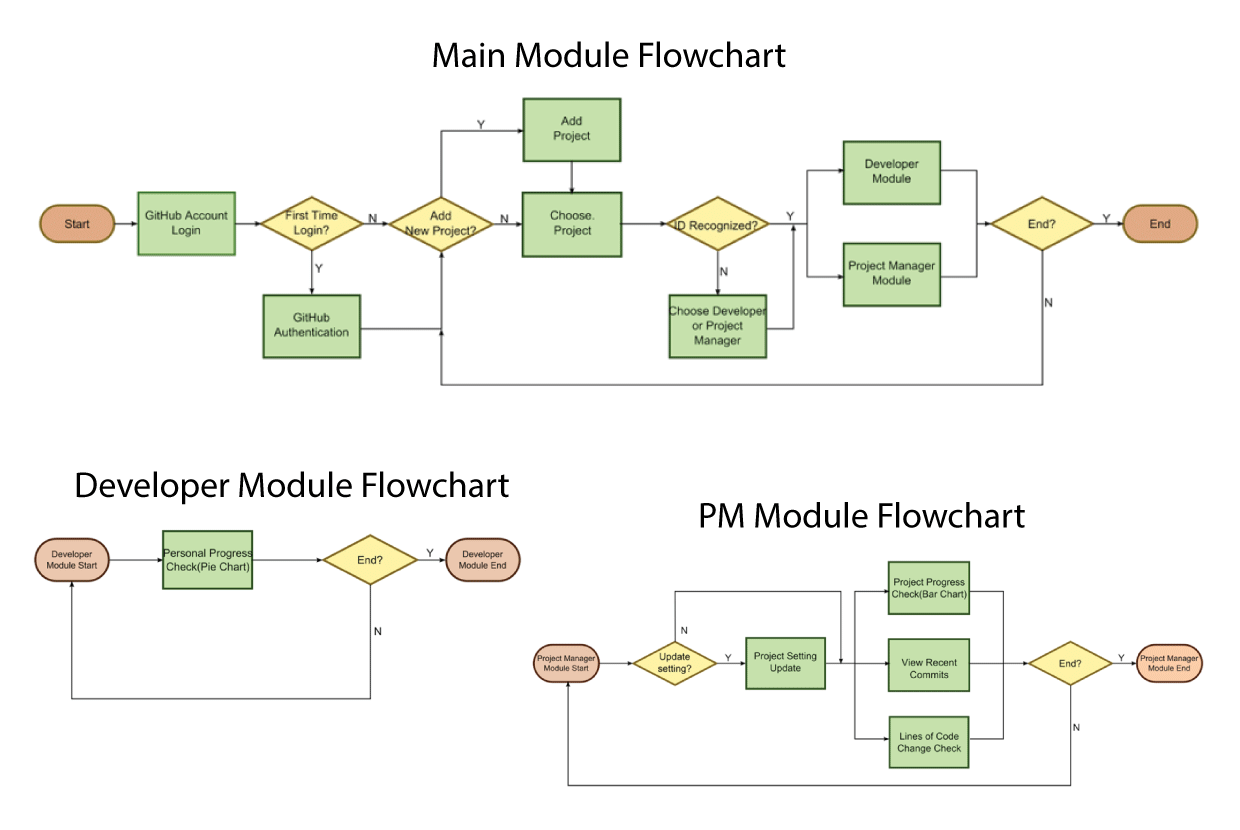 Main Module Flowchart
Y
Add
Project
Developer
Module
Start
GitHub Account
Login
First Time
Login?
N
Add
New Project?
N
Choose.
Project
ID Recognized?
Y
End?
Y
End
Y
N
Project Manager
Module
GitHub
Authentication
Choose Developer
or Project
Manager
N
Developer Module Flowchart
Developer
Module Start
Personal Progress
Check(Pie Chart)
End?
Y
Developer
Module End
N
PM Module Flowchart
Project Progress
Check(Bar Chart)
N
Project Manager
Module Start
Update
setting?
Y
Project Setting
Update
View Recent
Commits
End?
Y
Project Manager
Module End
N
Lines of Code
Change Check